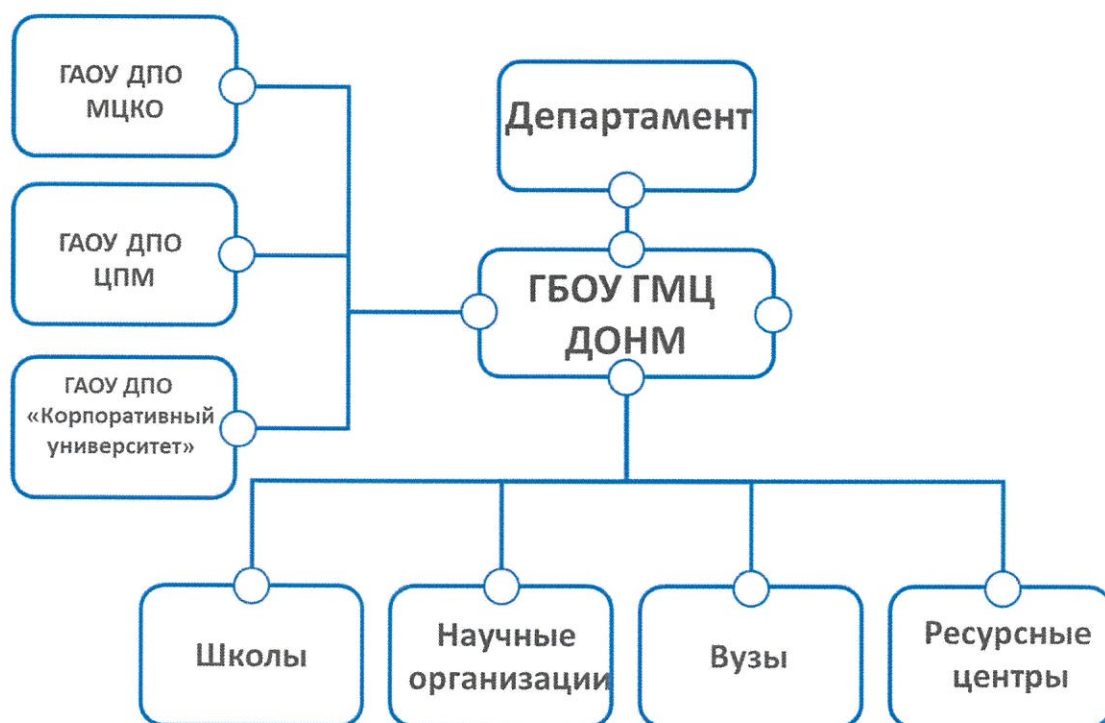 ГАОУ ДПО
МЦКО
Департамент
ГАОУ ДПО
ЦПМ
ГБОУ ГМЦ
ДОНМ
ГАОУ ДПО
«Корпоративный
университет»
Школы
Научные
организации
Вузы
Ресурсные
центры